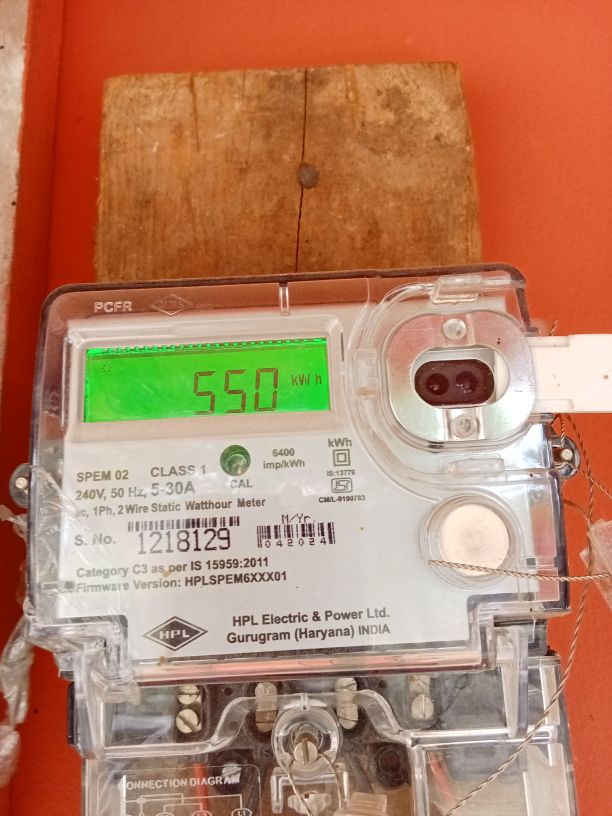 PCFR
550 kWh
6400
imp/kWh
kWh
IS:13779
CM/L-9190783
SPEM 02 CLASS 1
CAL
240V, 50 Hz, 5-30A
ac, 1Ph, 2 Wire Static Watthour Meter
M/Yr.
S. No. 1218129 042024
Category C3 as per IS 15959:2011
Firmware Version: HPLSPEM6XXX01
HPL
HPL Electric & Power Ltd.
Gurugram (Haryana) INDIA
CONNECTION DIAGRAM